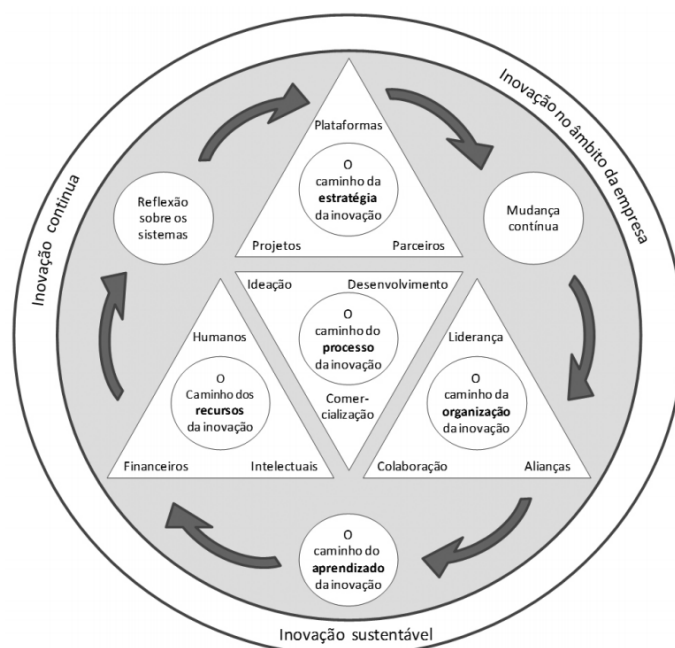 Inovação no âmbito da empresa
Inovação continua
Plataformas
O
caminho da
estratégia
da inovação
Projetos
Parceiros
Reflexão
sobre os
sistemas
Mudança
contínua
Ideação
Desenvolvimento
O
caminho do
processo
da inovação
Comer-
cialização
Humanos
O
Caminho dos
recursos
da inovação
Financeiros
Intelectuais
Liderança
O
caminho da
organização
da inovação
Colaboração
Alianças
O
caminho do
aprendizado
da inovação
Inovação sustentável